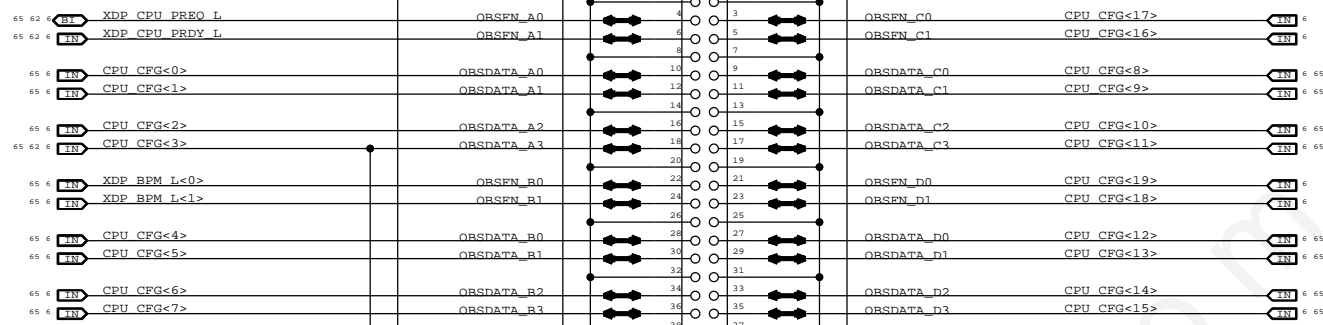 65 62 6 BI XDP_CPU_PREQ_L OBSFN_A0 4 3 OBSFN_C0 CPU_CFG<17> IN 6
65 62 6 IN XDP_CPU_PRDY_L OBSFN_A1 6 5 OBSFN_C1 CPU_CFG<16> IN 6
8 7
65 6 IN CPU_CFG<0> OBSDATA_A0 10 9 OBSDATA_C0 CPU_CFG<8> IN 6 65
65 6 IN CPU_CFG<1> OBSDATA_A1 12 11 OBSDATA_C1 CPU_CFG<9> IN 6 65
14 13
65 6 IN CPU_CFG<2> OBSDATA_A2 16 15 OBSDATA_C2 CPU_CFG<10> IN 6 65
65 62 6 IN CPU_CFG<3> OBSDATA_A3 18 17 OBSDATA_C3 CPU_CFG<11> IN 6 65
20 19
65 6 IN XDP_BPM_L<0> OBSFN_B0 22 21 OBSFN_D0 CPU_CFG<19> IN 6
65 6 IN XDP_BPM_L<1> OBSFN_B1 24 23 OBSFN_D1 CPU_CFG<18> IN 6
26 25
65 6 IN CPU_CFG<4> OBSDATA_B0 28 27 OBSDATA_D0 CPU_CFG<12> IN 6 65
65 6 IN CPU_CFG<5> OBSDATA_B1 30 29 OBSDATA_D1 CPU_CFG<13> IN 6 65
32 31
65 6 IN CPU_CFG<6> OBSDATA_B2 34 33 OBSDATA_D2 CPU_CFG<14> IN 6 65
65 6 IN CPU_CFG<7> OBSDATA_B3 36 35 OBSDATA_D3 CPU_CFG<15> IN 6 65